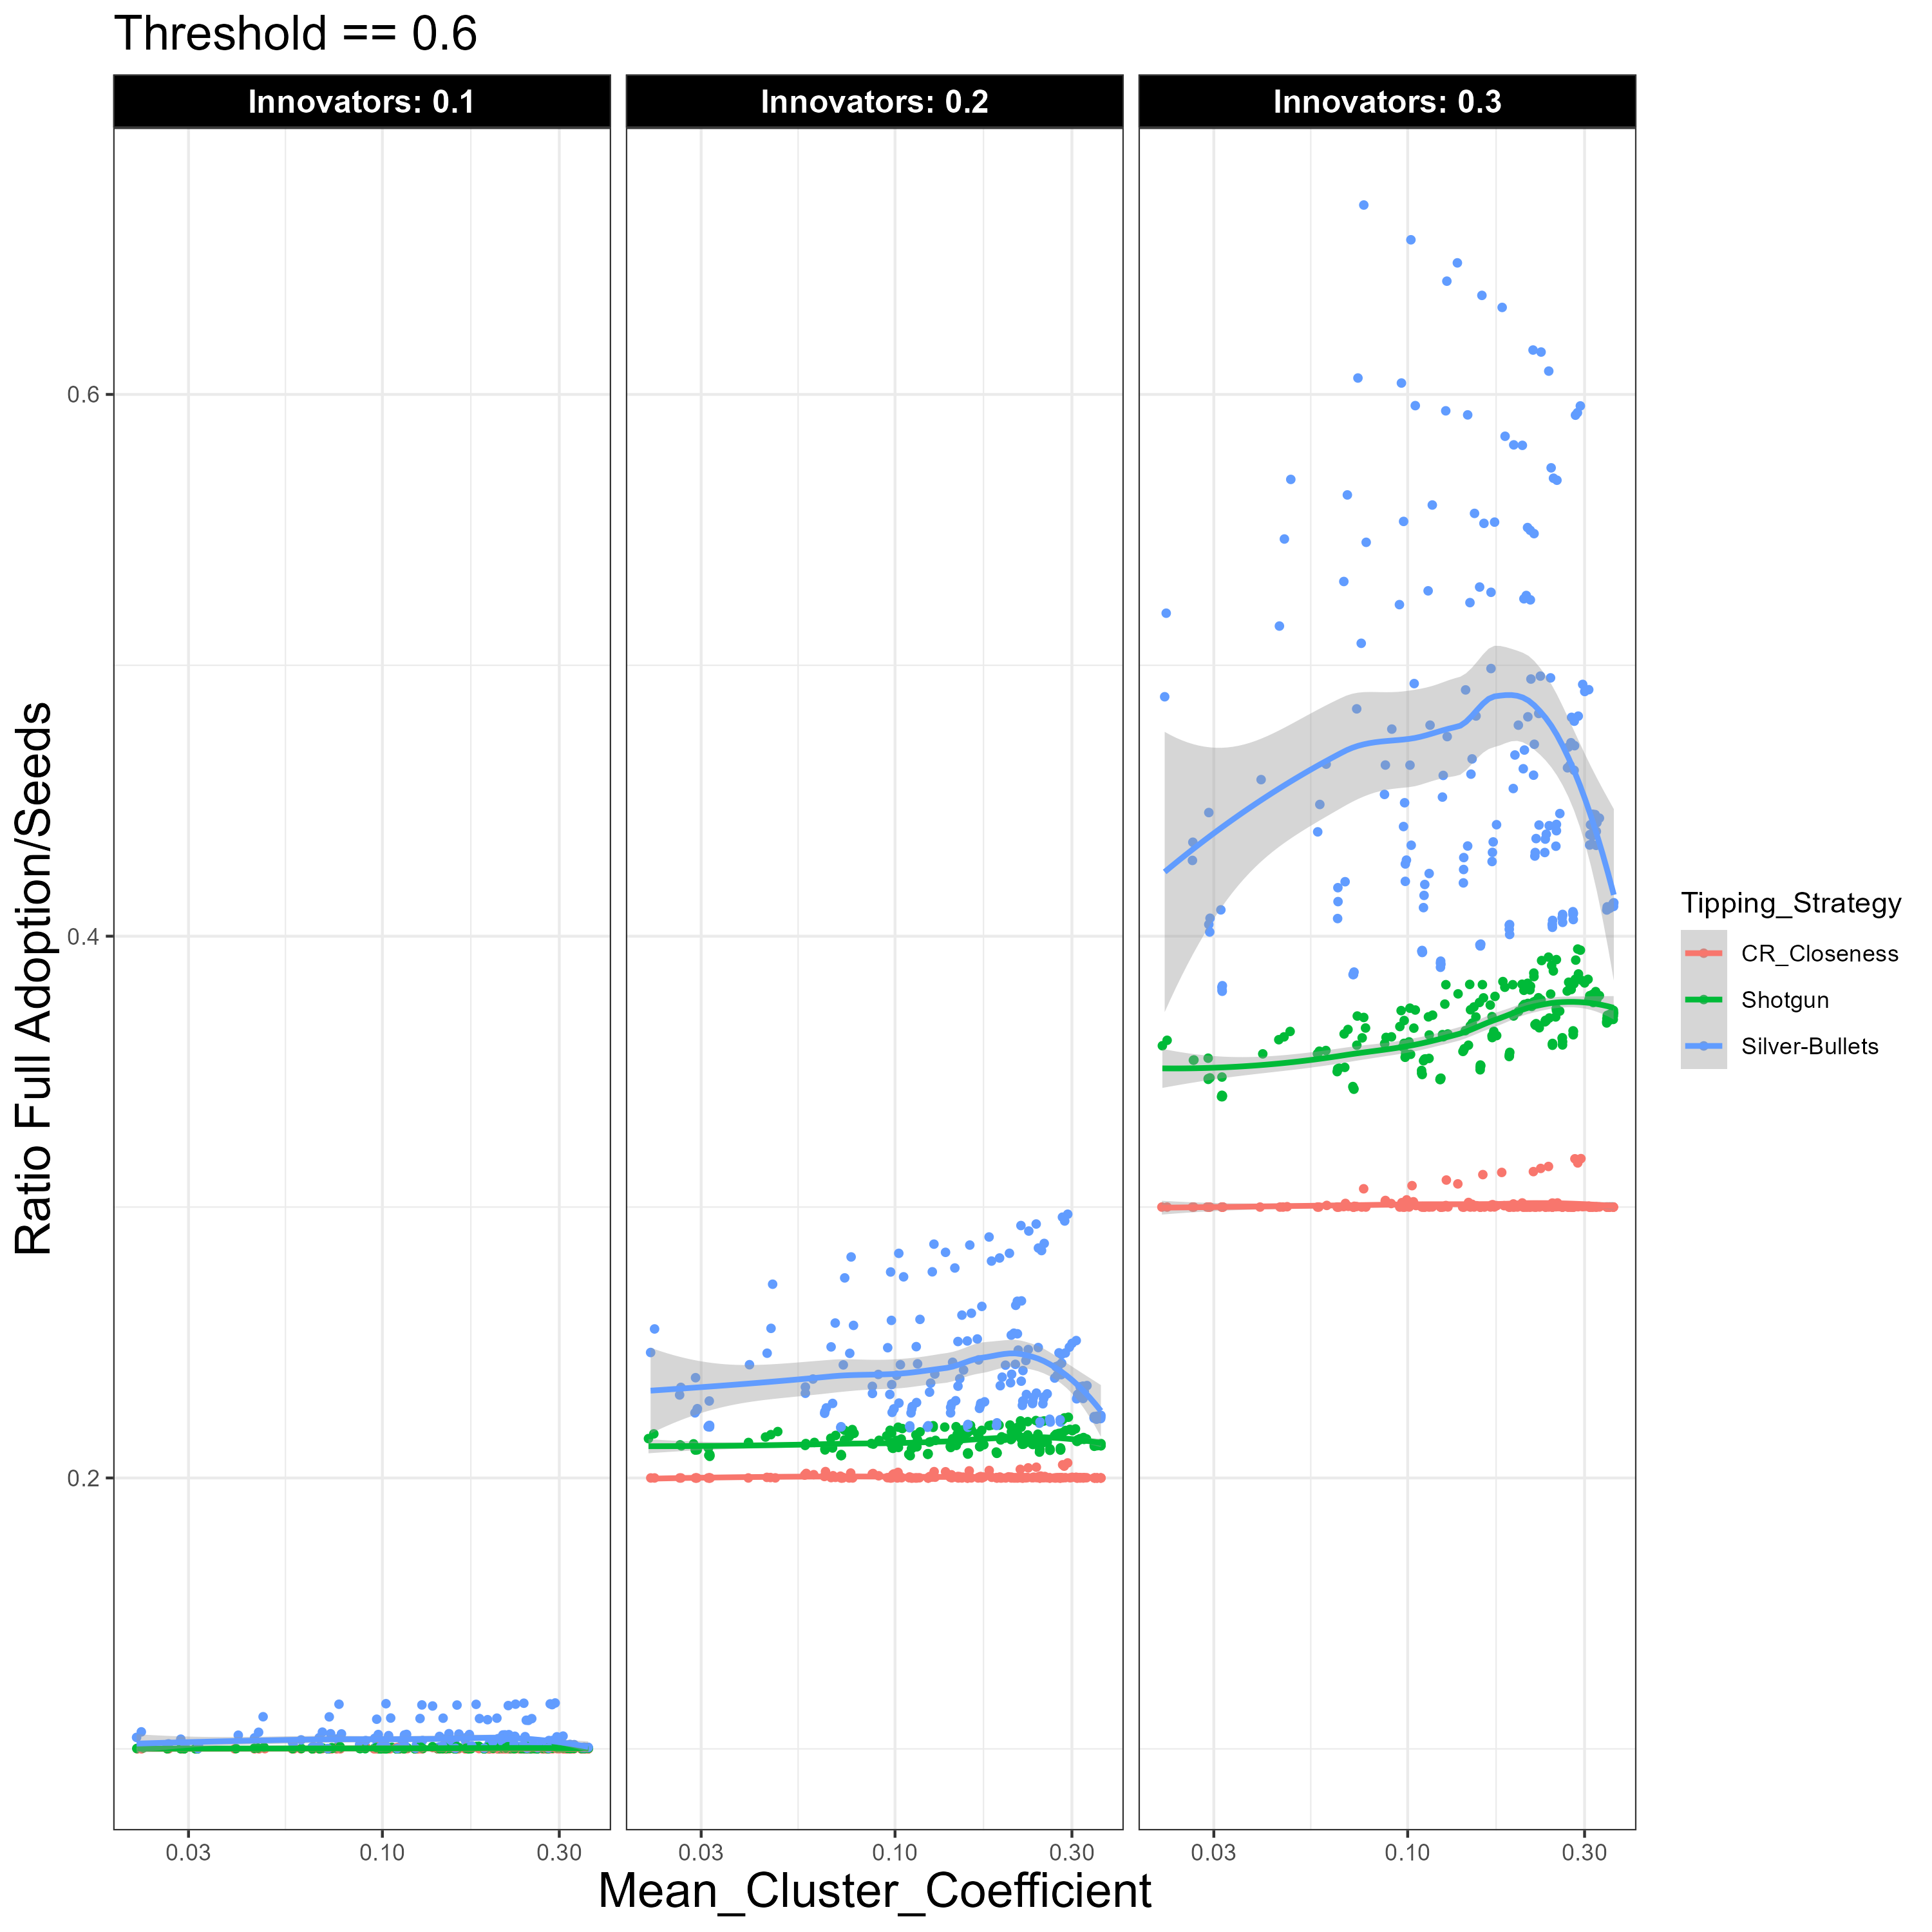 Threshold == 0.6
Innovators: 0.1
Innovators: 0.2
Innovators: 0.3
Ratio Full Adoption/Seeds
0.6
0.4
0.2
0.03 0.10 0.30
0.03 0.10 0.30
0.03 0.10 0.30
Mean_Cluster_Coefficient
Tipping_Strategy
CR_Closeness
Shotgun
Silver-Bullets